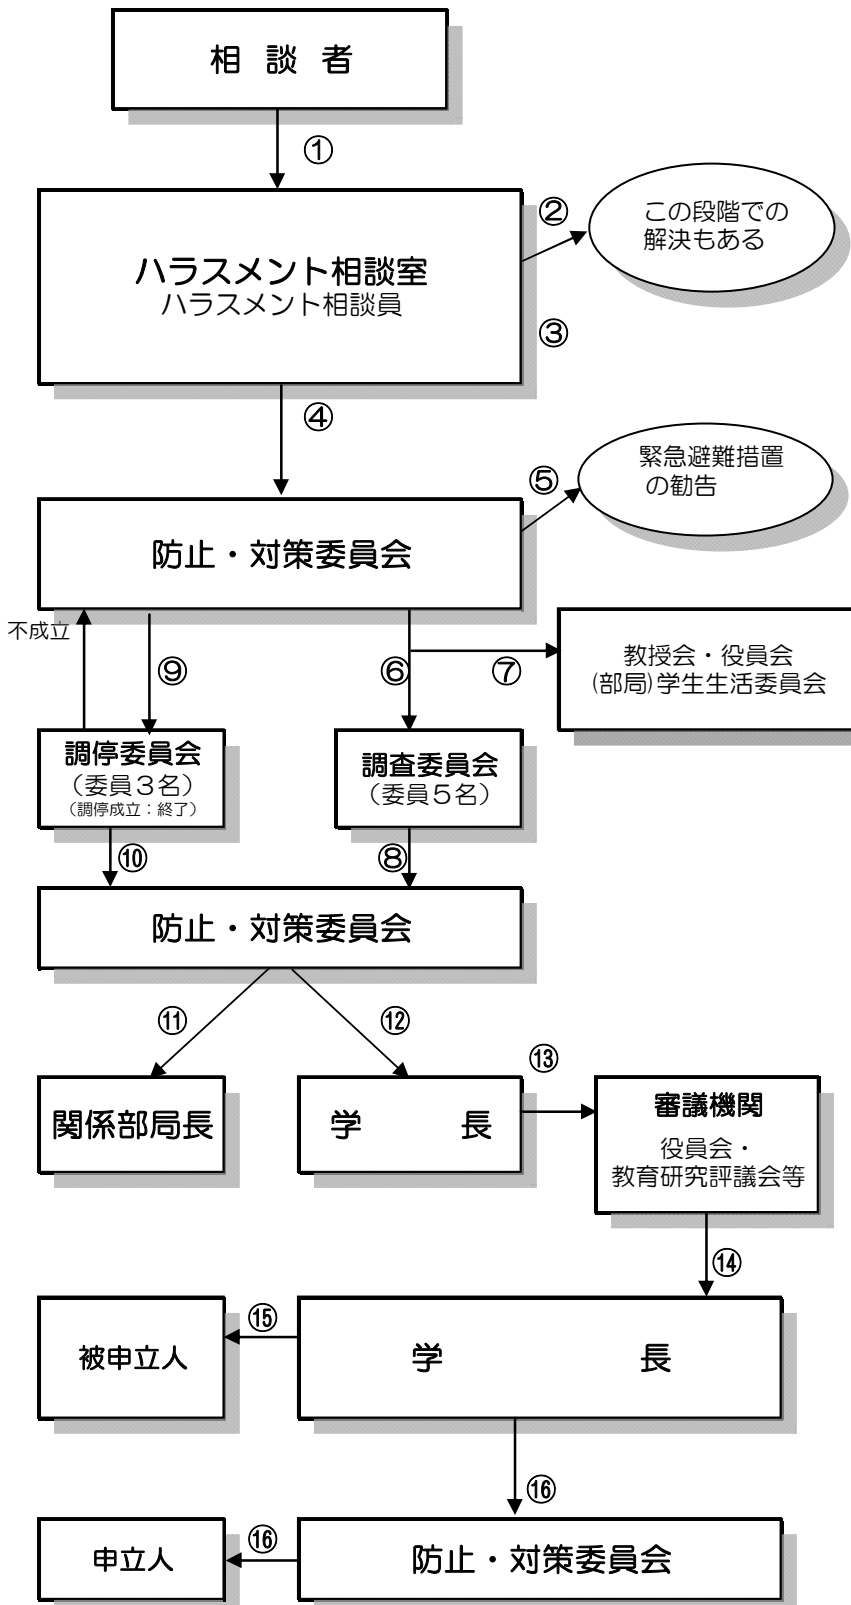 相 談 者
①
ハラスメント相談室
ハラスメント相談員
②
この段階での
解決もある
③
④
防止・対策委員会
⑤
緊急避難措置
の勧告
不成立
⑨
⑥
⑦
教授会・役員会
(部局)学生生活委員会
調停委員会
（委員３名）
（調停成立：終了）
調査委員会
（委員５名）
⑩
⑧
防止・対策委員会
⑪
⑫
関係部局長
学 長
⑬
審議機関
役員会・
教育研究評議会等
⑭
被申立人
⑮
学 長
⑯
申立人
⑯
防止・対策委員会